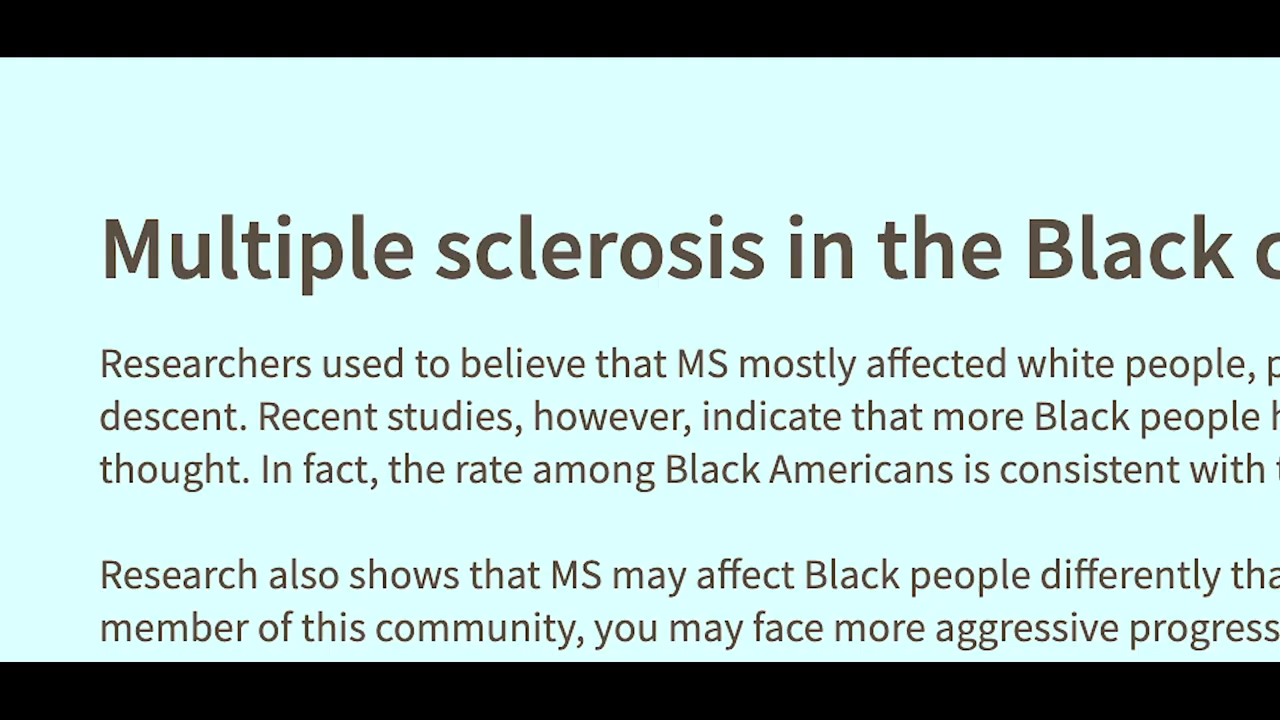 Multiple sclerosis in the Black
Researchers used to believe that MS mostly affected white people,
descent. Recent studies, however, indicate that more Black people
thought. In fact, the rate among Black Americans is consistent with
Research also shows that MS may affect Black people differently
member of this community, you may face more aggressive